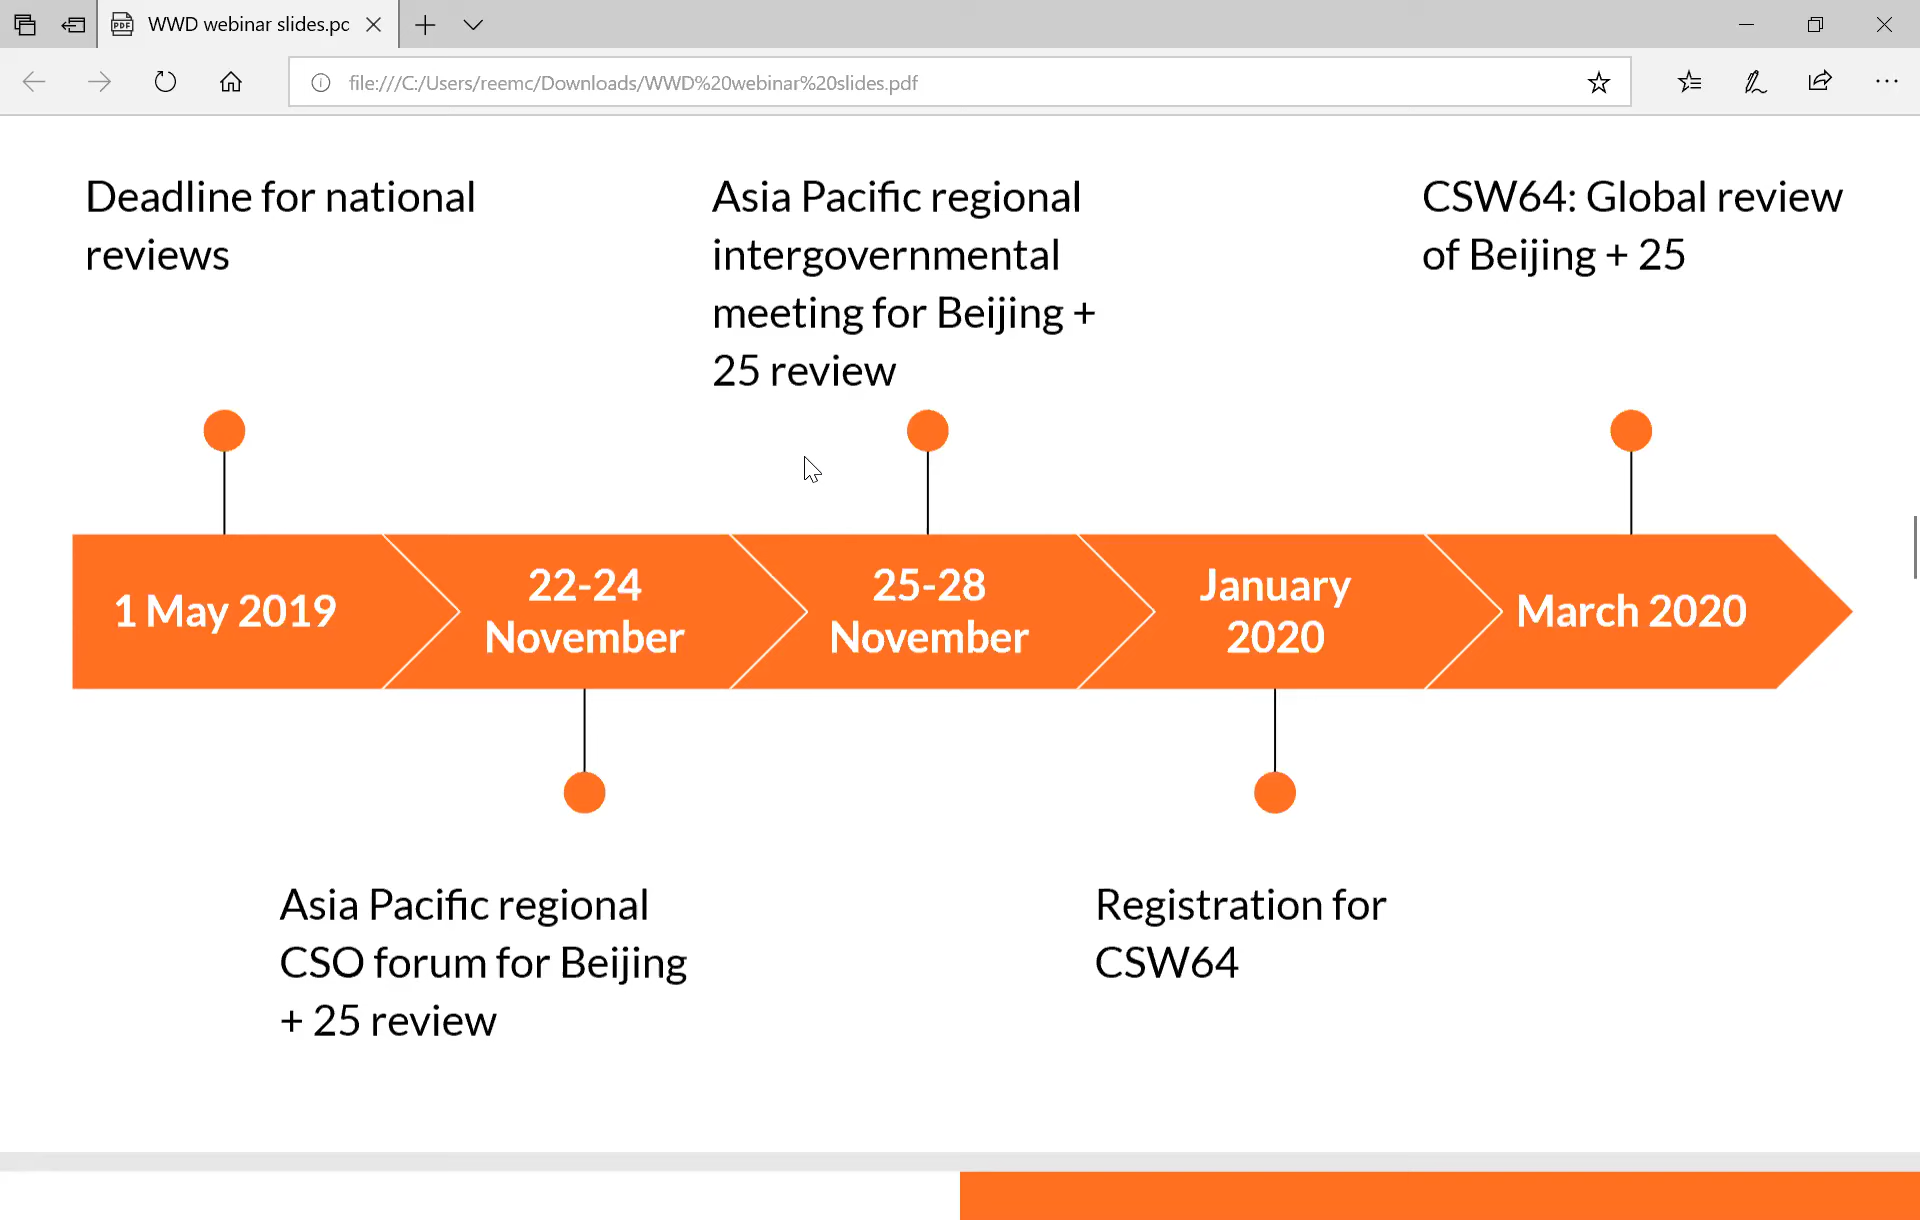 WWD webinar slides.pc
file:///C:/Users/reemc/Downloads/WWD%20webinar%20slides.pdf
Deadline for national
reviews
Asia Pacific regional
intergovernmental
meeting for Beijing +
25 review
CSW64: Global review
of Beijing + 25
1 May 2019
22-24
November
25-28
November
January
2020
March 2020
Asia Pacific regional
CSO forum for Beijing
+ 25 review
Registration for
CSW64